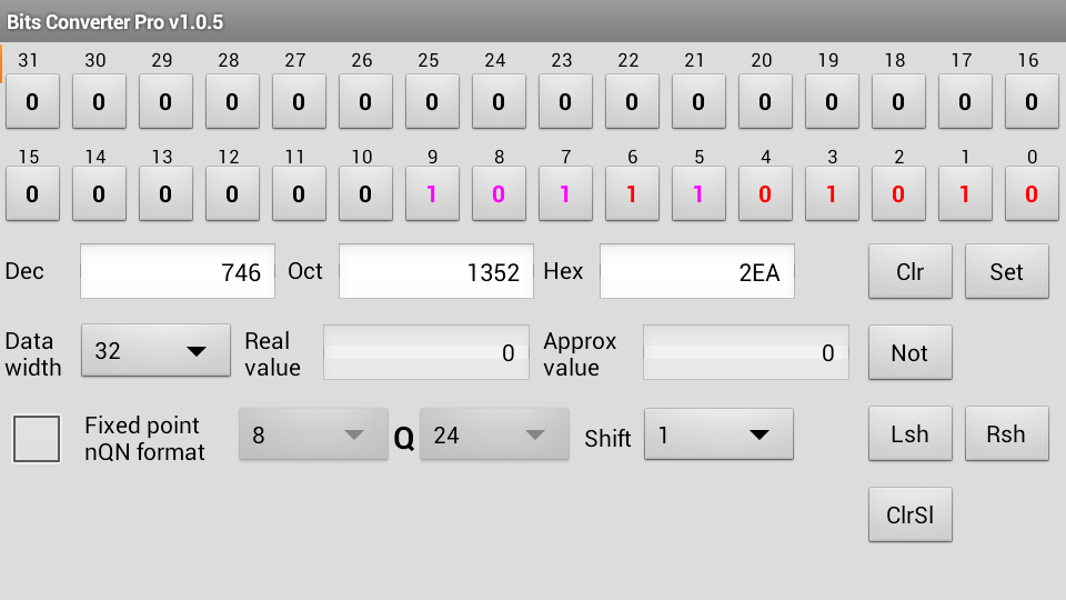 Bits Converter Pro v1.0.5
31 30 29 28 27 26 25 24 23 22 21 20 19 18 17 16
0 0 0 0 0 0 0 0 0 0 0 0 0 0 0 0
15 14 13 12 11 10 9 8 7 6 5 4 3 2 1 0
0 0 0 0 0 0 1 0 1 1 1 0 1 0 1 0
Dec 746 Oct 1352 Hex 2EA Clr Set
Data width 32 Real value 0 Approx value 0 Not
Fixed point nQN format 8 Q 24 Shift 1 Lsh Rsh
ClrSl